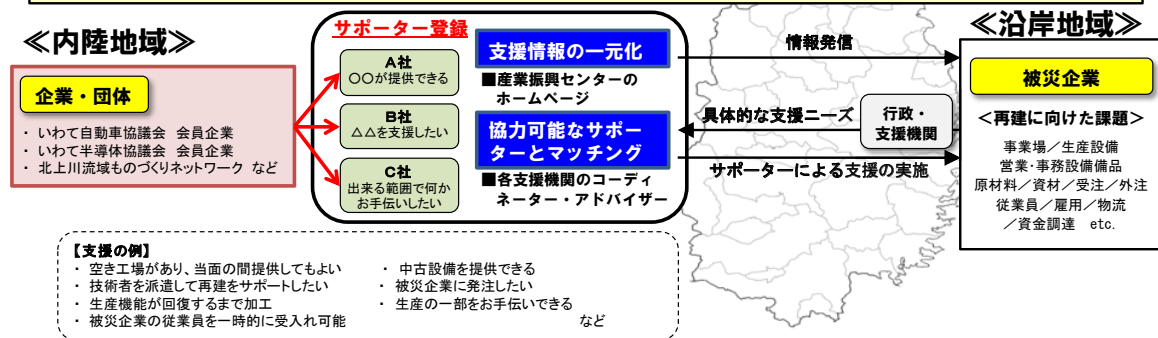 ≪内陸地域≫
企業・団体
・ いわて自動車協議会 会員企業
・ いわて半導体協議会 会員企業
・ 北上川流域ものづくりネットワーク など
サポーター登録
A社
○○が提供できる
B社
△△を支援したい
C社
出来る範囲で何か
お手伝いしたい
支援情報の一元化
■産業振興センターの
ホームページ
協力可能なサポー
ターとマッチング
■各支援機関のコーディ
ネーター・アドバイザー
情報発信
具体的な支援ニーズ
行政・
支援機関
サポーターによる支援の実施
≪沿岸地域≫
被災企業
＜再建に向けた課題＞
事業場／生産設備
営業・事務設備備品
原材料／資材／受注／外注
従業員／雇用／物流
／資金調達 etc.
【支援の例】
・ 空き工場があり、当面の間提供してもよい
・ 技術者を派遣して再建をサポートしたい
・ 生産機能が回復するまで加工
・ 被災企業の従業員を一時的に受入れ可能
・ 中古設備を提供できる
・ 被災企業に発注したい
・ 生産の一部をお手伝いできる
など